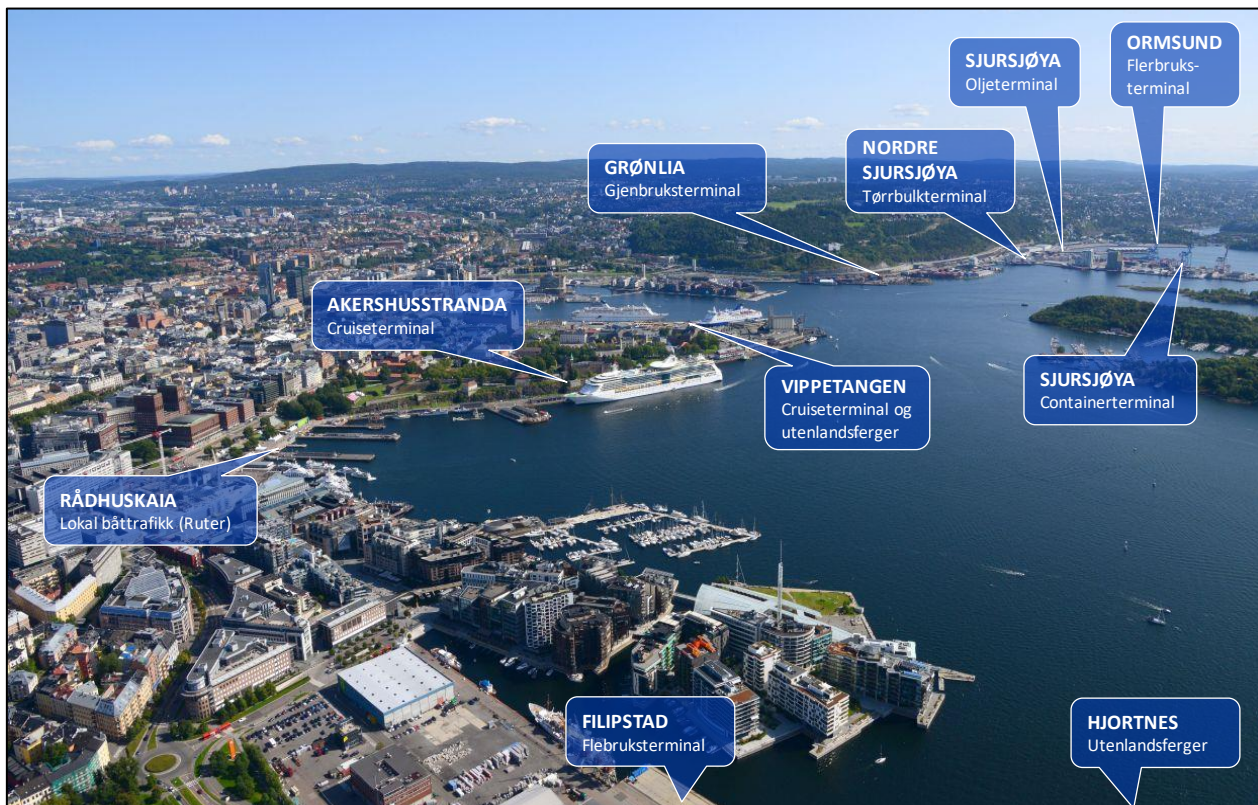 SJURSJØYA
Oljeterminal
ORMSUND
Flerbruks-
terminal
GRØNLIA
Gjenbruksterminal
NORDRE
SJURSJØYA
Tørrbulkterminal
AKERSHUSSTRANDA
Cruiseterminal
VIPPETANGEN
Cruiseterminal og
utenlandsferger
SJURSJØYA
Containerterminal
RÅDHUSKAIA
Lokal båttrafikk (Ruter)
FILIPSTAD
Flebruksterminal
HJORTNES
Utenlandsferger